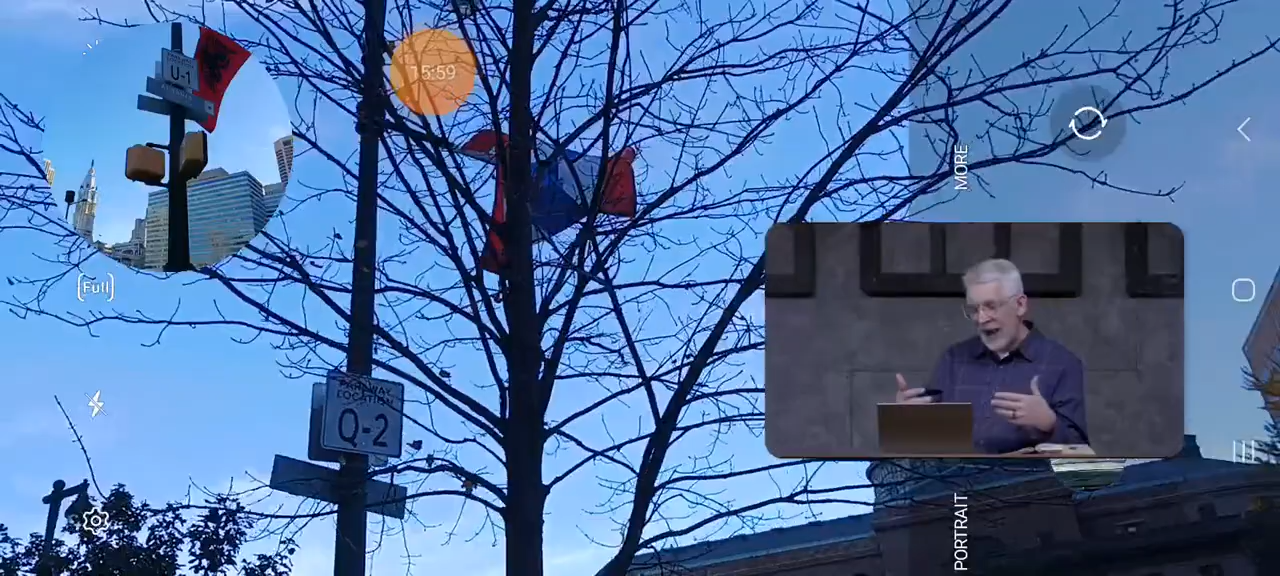 U-1
15:59
MORE
[Full]
PARKWAY
LOCATION
Q-2
PORTRAIT